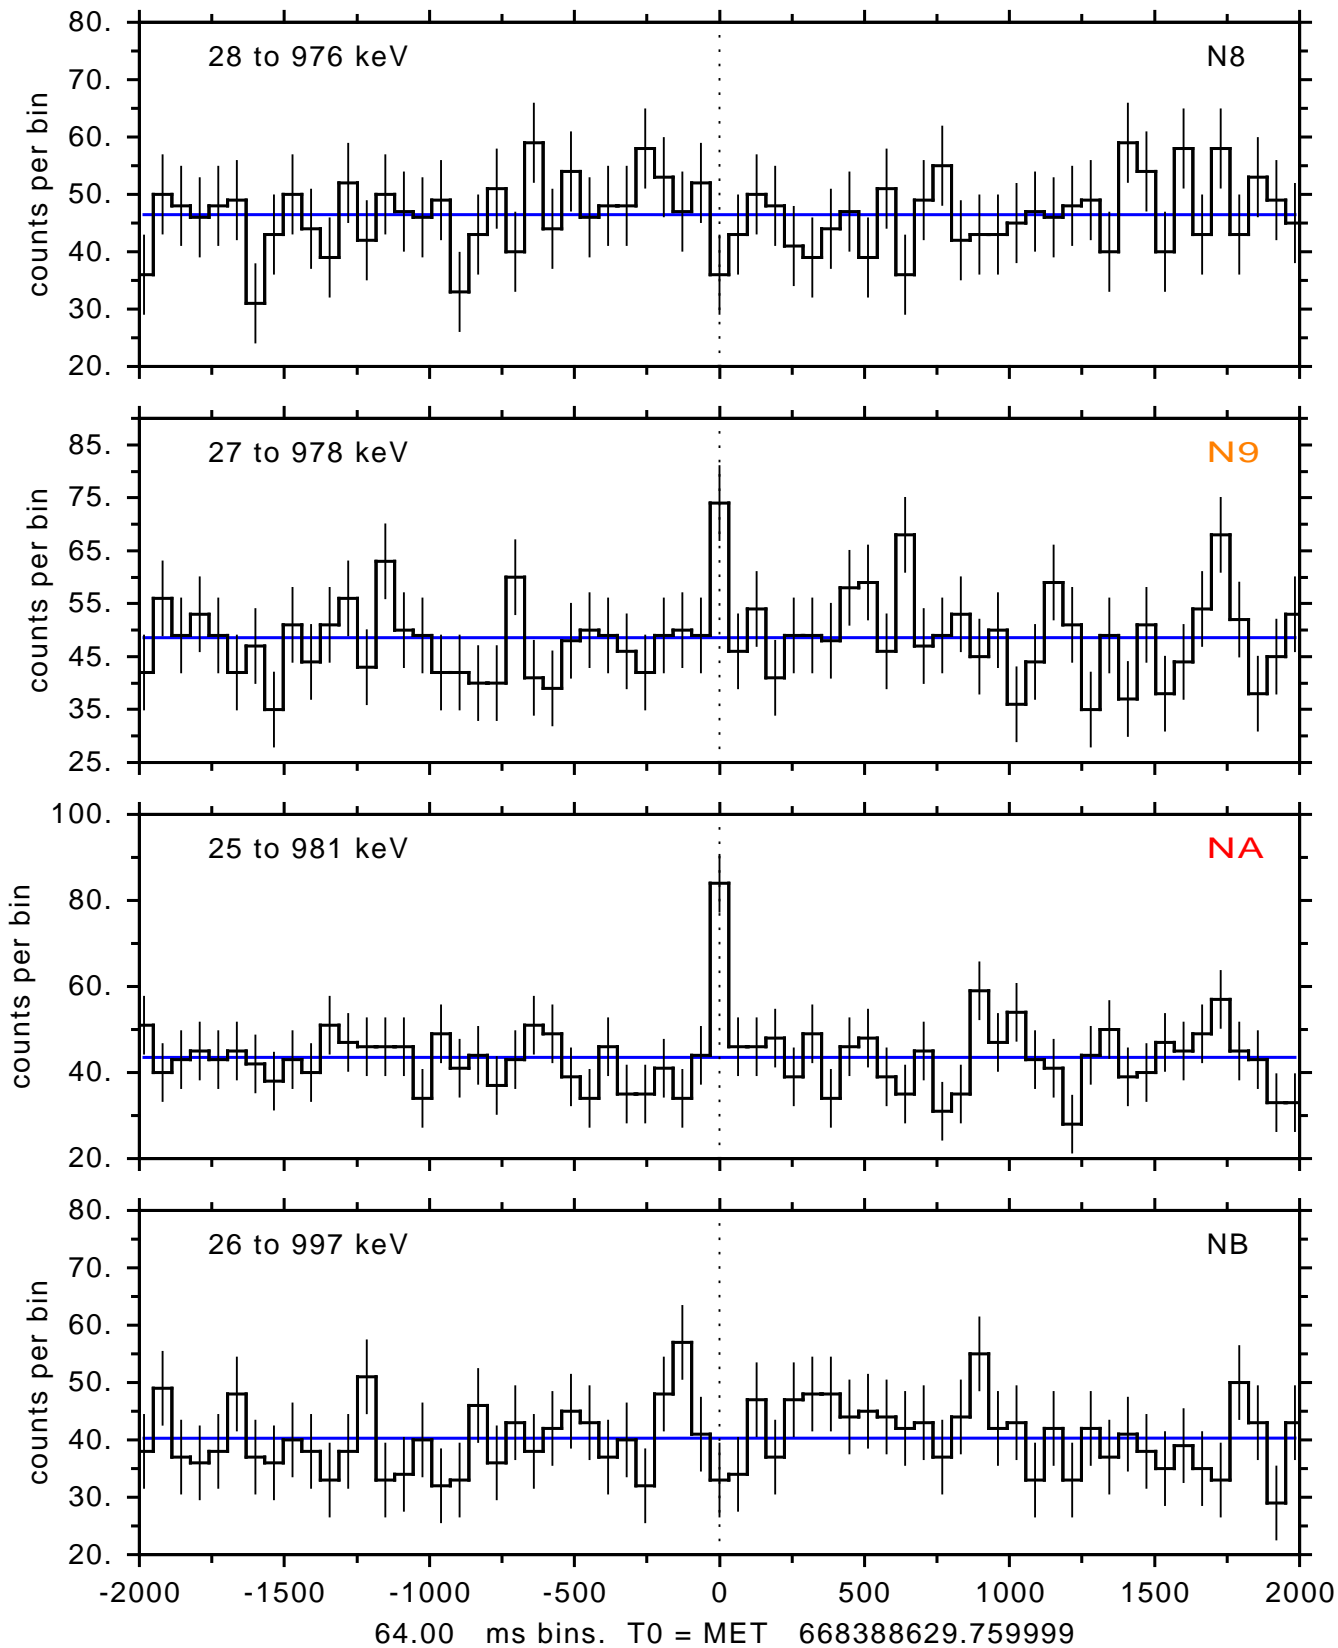 80.
28 to 976 keV
N8
70.
60.
50.
40.
30.
20.
counts per bin
85.
27 to 978 keV
N9
75.
65.
55.
45.
35.
25.
counts per bin
100.
25 to 981 keV
NA
80.
60.
40.
20.
counts per bin
80.
26 to 997 keV
NB
70.
60.
50.
40.
30.
20.
counts per bin
-2000 -1500 -1000 -500 0 500 1000 1500 2000
64.00 ms bins. T0 = MET 668388629.759999